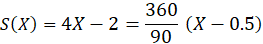 S(X) = 4X − 2 = 360/90 (X − 0.5)